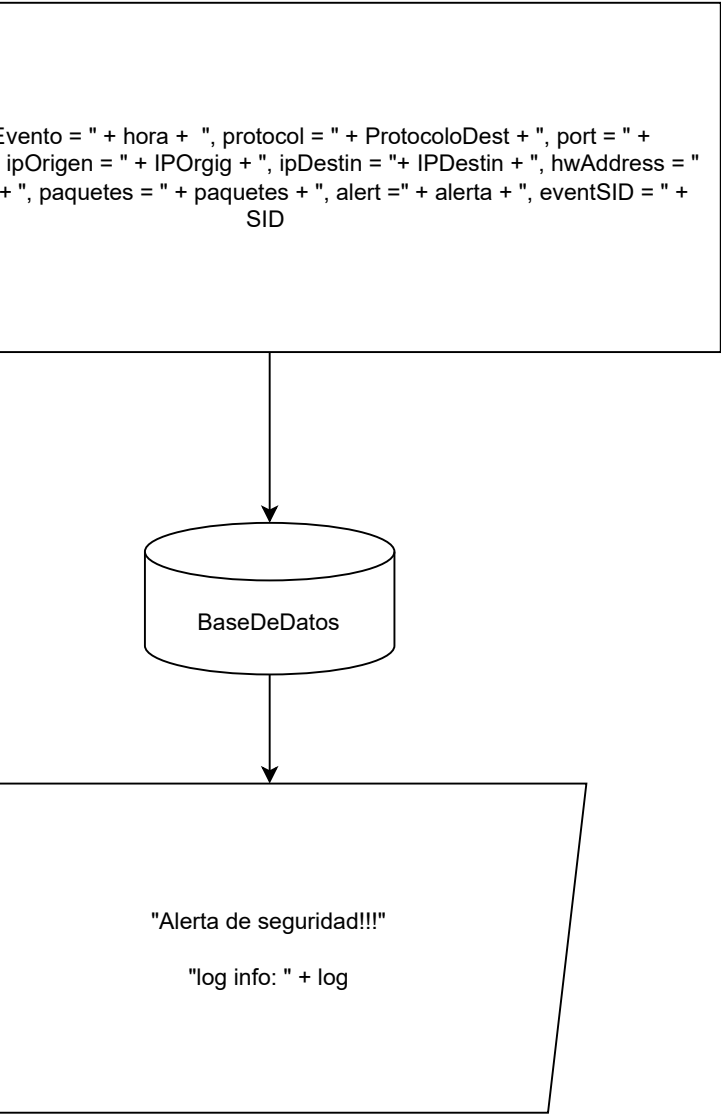 Evento = " + hora +  ", protocol = " + ProtocoloDest + ", port = " +
ipOrigen = " + IPOrgig + ", ipDestin = "+ IPDestin + ", hwAddress = "
+ ", paquetes = " + paquetes + ", alert =" + alerta + ", eventSID = " +
SID
BaseDeDatos
"Alerta de seguridad!!!"
"log info: " + log